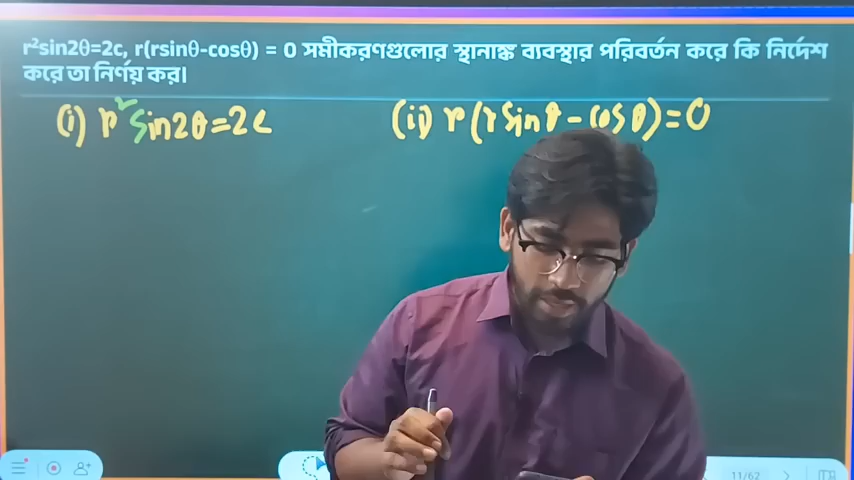 r²sin2θ=2c, r(rsinθ-cosθ) = 0 সমীকরণগুলোর স্থানাঙ্ক ব্যবস্থার পরিবর্তন করে কি নির্দেশ
করে তা নির্ণয় কর।
(i) r²sin2θ=2c (ii) r(rsinθ-cosθ)=0
11/62